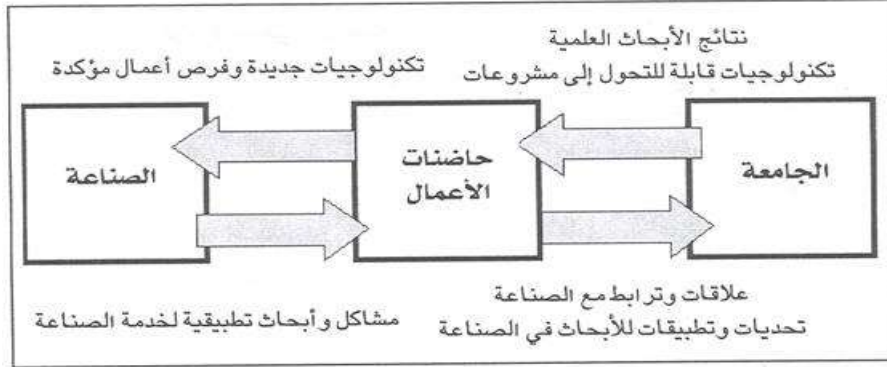 نتائج الأبحاث العلمية
تكنولوجيات قابلة للتحول إلى مشروعات
تكنولوجيات جديدة وفرص أعمال مؤكدة
الجامعة
حاضنات
الأعمال
الصناعة
علاقات وترابط مع الصناعة
تحديات وتطبيقات للأبحاث في الصناعة
مشاكل وأبحاث تطبيقية لخدمة الصناعة